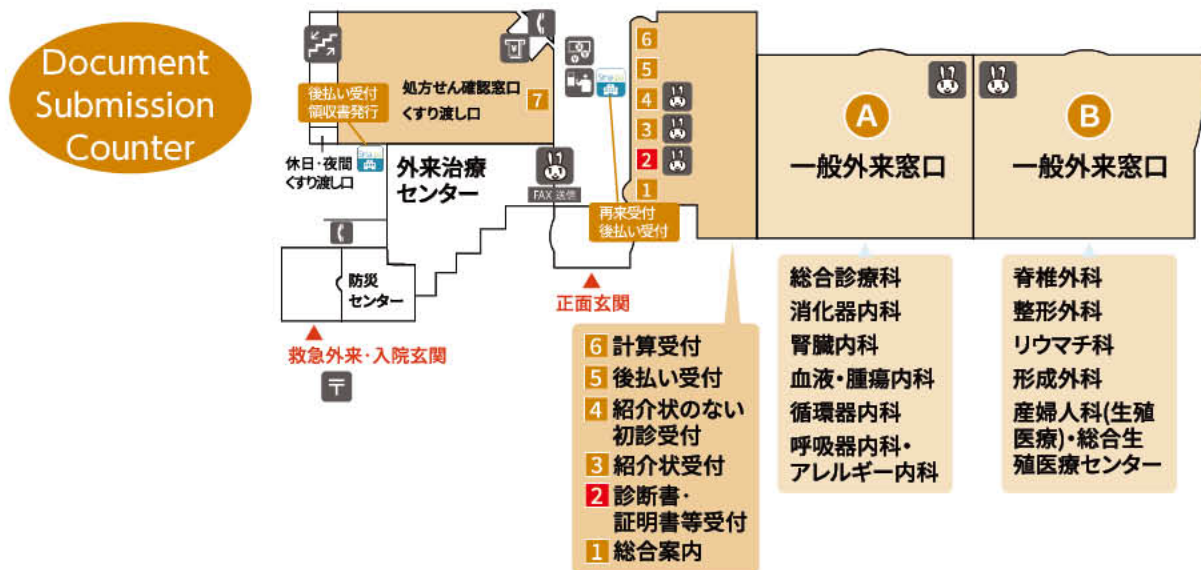 Document
Submission
Counter
後払い受付
領収書発行
処方せん確認窓口
くすり渡し口
7
休日・夜間
くすり渡し口
外来治療
センター
FAX 送信
再来受付
後払い受付
6
5
4
3
2
1
A
一般外来窓口
B
一般外来窓口
防災
センター
正面玄関
救急外来・入院玄関
〒
6 計算受付
5 後払い受付
4 紹介状のない
初診受付
3 紹介状受付
2 診断書・
証明書等受付
1 総合案内
総合診療科
消化器内科
腎臓内科
血液・腫瘍内科
循環器内科
呼吸器内科・
アレルギー内科
脊椎外科
整形外科
リウマチ科
形成外科
産婦人科(生殖
医療)・総合生
殖医療センター